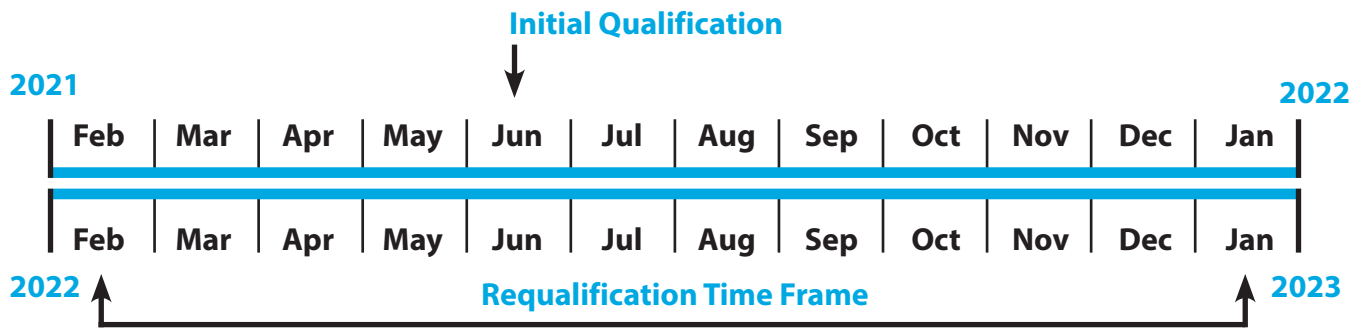 Initial Qualification
2021
2022
Feb Mar Apr May Jun Jul Aug Sep Oct Nov Dec Jan
Feb Mar Apr May Jun Jul Aug Sep Oct Nov Dec Jan
2022 Requalification Time Frame 2023